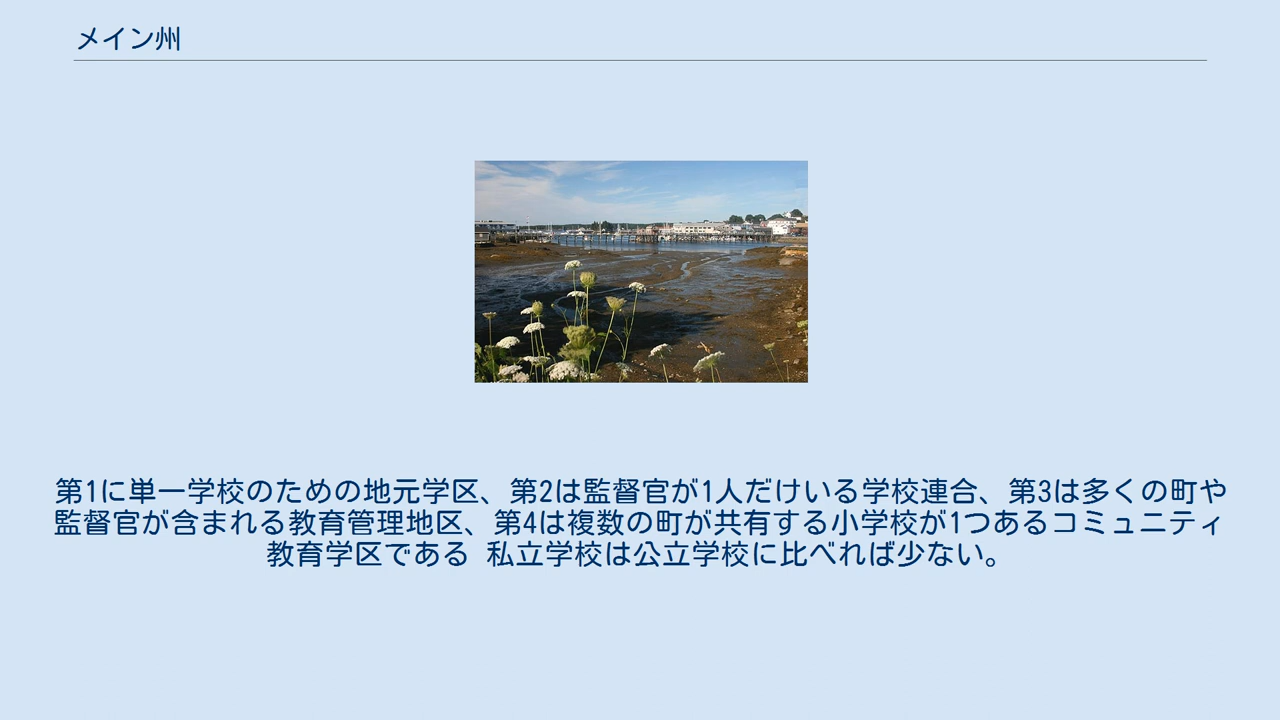 メイン州
第1に単一学校のための地元学区、第2は監督官が1人だけいる学校連合、第3は多くの町や
監督官が含まれる教育管理地区、第4は複数の町が共有する小学校が1つあるコミュニティ
教育学区である 私立学校は公立学校に比べれば少ない。